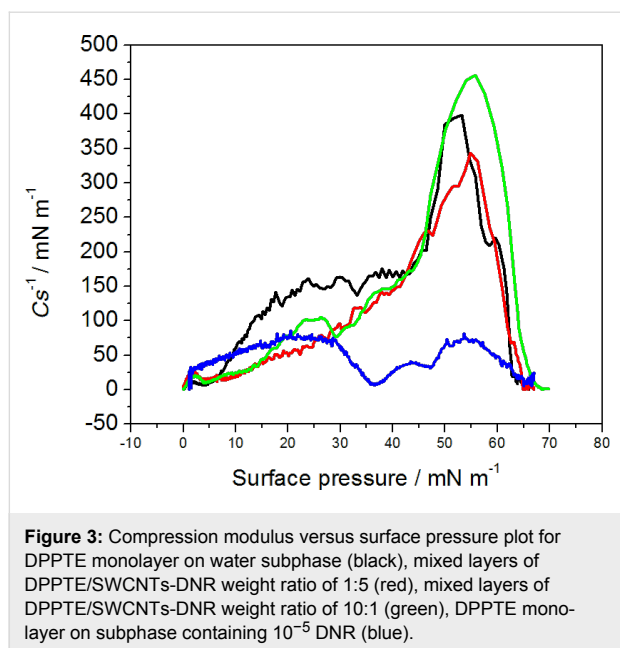 500
450
400
350
300
250
200
150
100
50
0
-50
Cs⁻¹ / mN m⁻¹
-10 0 10 20 30 40 50 60 70 80
Surface pressure / mN m⁻¹
Figure 3: Compression modulus versus surface pressure plot for
DPPTE monolayer on water subphase (black), mixed layers of
DPPTE/SWCNTs-DNR weight ratio of 1:5 (red), mixed layers of
DPPTE/SWCNTs-DNR weight ratio of 10:1 (green), DPPTE mono-
layer on subphase containing 10⁻⁵ DNR (blue).